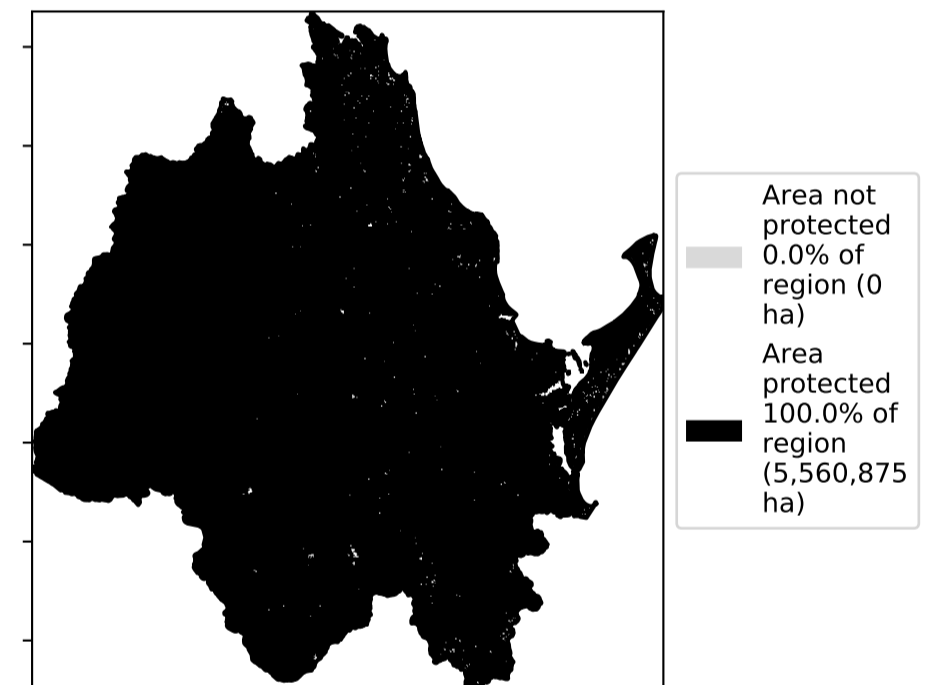 Area not
protected
0.0% of
region (0
ha)
Area
protected
100.0% of
region
(5,560,875
ha)